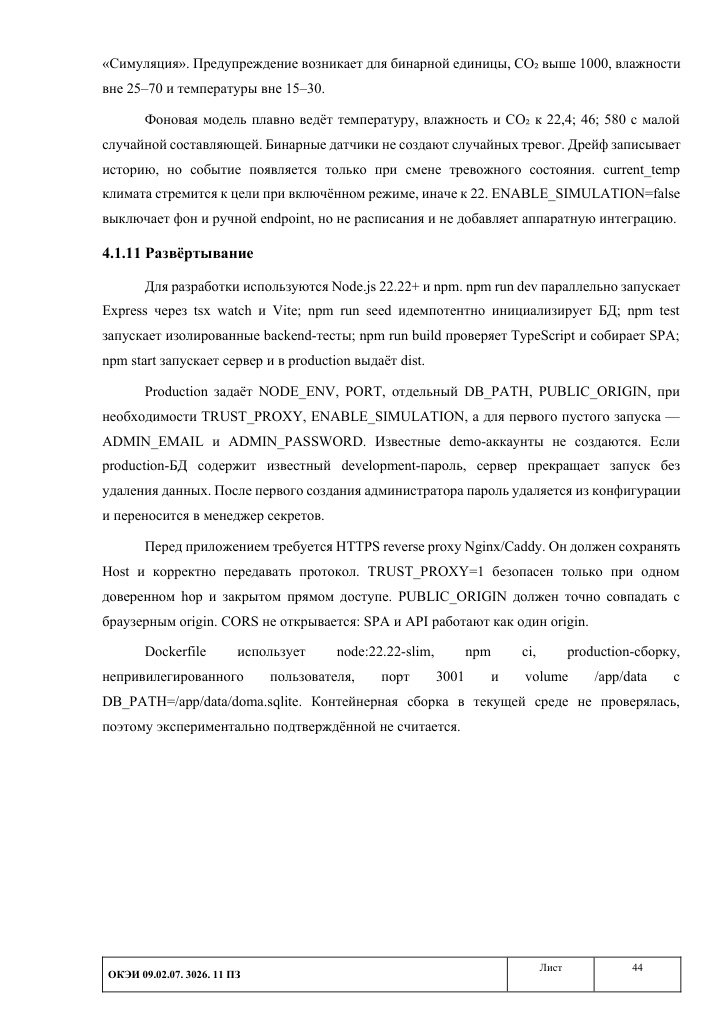 «Симуляция». Предупреждение возникает для бинарной единицы, CO₂ выше 1000, влажности
вне 25–70 и температуры вне 15–30.
Фоновая модель плавно ведёт температуру, влажность и CO₂ к 22,4; 46; 580 с малой
случайной составляющей. Бинарные датчики не создают случайных тревог. Дрейф записывает
историю, но событие появляется только при смене тревожного состояния. current_temp
климата стремится к цели при включённом режиме, иначе к 22. ENABLE_SIMULATION=false
выключает фон и ручной endpoint, но не расписания и не добавляет аппаратную интеграцию.
4.1.11 Развёртывание
Для разработки используются Node.js 22.22+ и npm. npm run dev параллельно запускает
Express через tsx watch и Vite; npm run seed идемпотентно инициализирует БД; npm test
запускает изолированные backend-тесты; npm run build проверяет TypeScript и собирает SPA;
npm start запускает сервер и в production выдаёт dist.
Production задаёт NODE_ENV, PORT, отдельный DB_PATH, PUBLIC_ORIGIN, при
необходимости TRUST_PROXY, ENABLE_SIMULATION, а для первого пустого запуска —
ADMIN_EMAIL и ADMIN_PASSWORD. Известные demo-аккаунты не создаются. Если
production-БД содержит известный development-пароль, сервер прекращает запуск без
удаления данных. После первого создания администратора пароль удаляется из конфигурации
и переносится в менеджер секретов.
Перед приложением требуется HTTPS reverse proxy Nginx/Caddy. Он должен сохранять
Host и корректно передавать протокол. TRUST_PROXY=1 безопасен только при одном
доверенном hop и закрытом прямом доступе. PUBLIC_ORIGIN должен точно совпадать с
браузерным origin. CORS не открывается: SPA и API работают как один origin.
Dockerfile использует node:22.22-slim, npm ci, production-сборку,
непривилегированного пользователя, порт 3001 и volume /app/data с
DB_PATH=/app/data/doma.sqlite. Контейнерная сборка в текущей среде не проверялась,
поэтому экспериментально подтверждённой не считается.
ОКЭИ 09.02.07. 3026. 11 ПЗ
Лист
44